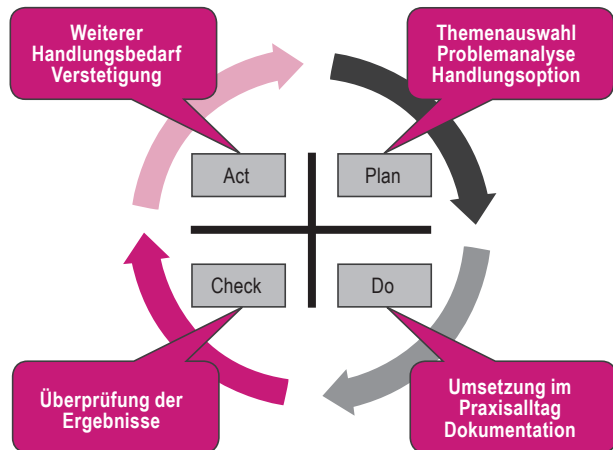 Weiterer
Handlungsbedarf
Verstetigung
Themenauswahl
Problemanalyse
Handlungsoption
Act
Plan
Check
Do
Überprüfung der
Ergebnisse
Umsetzung im
Praxisalltag
Dokumentation